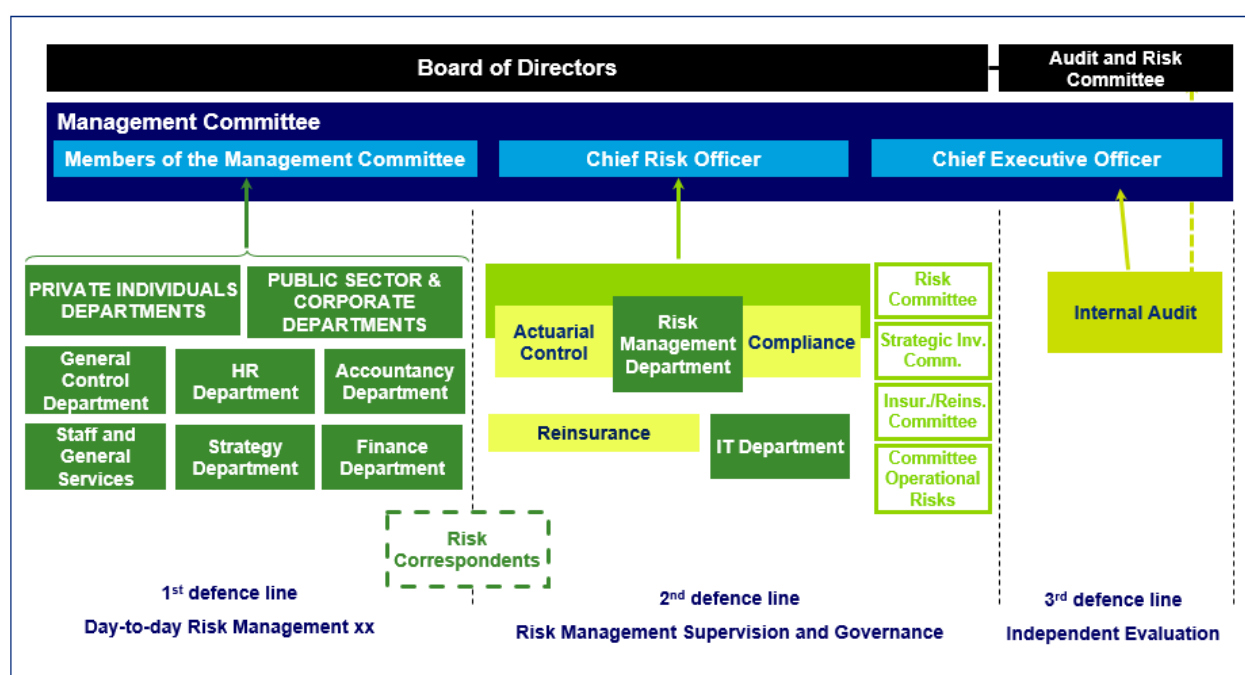 Board of Directors
Audit and Risk
Committee
Management Committee
Members of the Management Committee
Chief Risk Officer
Chief Executive Officer
PRIVATE INDIVIDUALS
DEPARTMENTS
PUBLIC SECTOR &
CORPORATE
DEPARTMENTS
General
Control
Department
HR
Department
Accountancy
Department
Staff and
General
Services
Strategy
Department
Finance
Department
Risk
Correspondents
Actuarial
Control
Risk
Management
Department
Compliance
Reinsurance
IT Department
Risk
Committee
Strategic Inv.
Comm.
Insur./Reins.
Committee
Committee
Operational
Risks
Internal Audit
1st defence line
Day-to-day Risk Management xx
2nd defence line
Risk Management Supervision and Governance
3rd defence line
Independent Evaluation